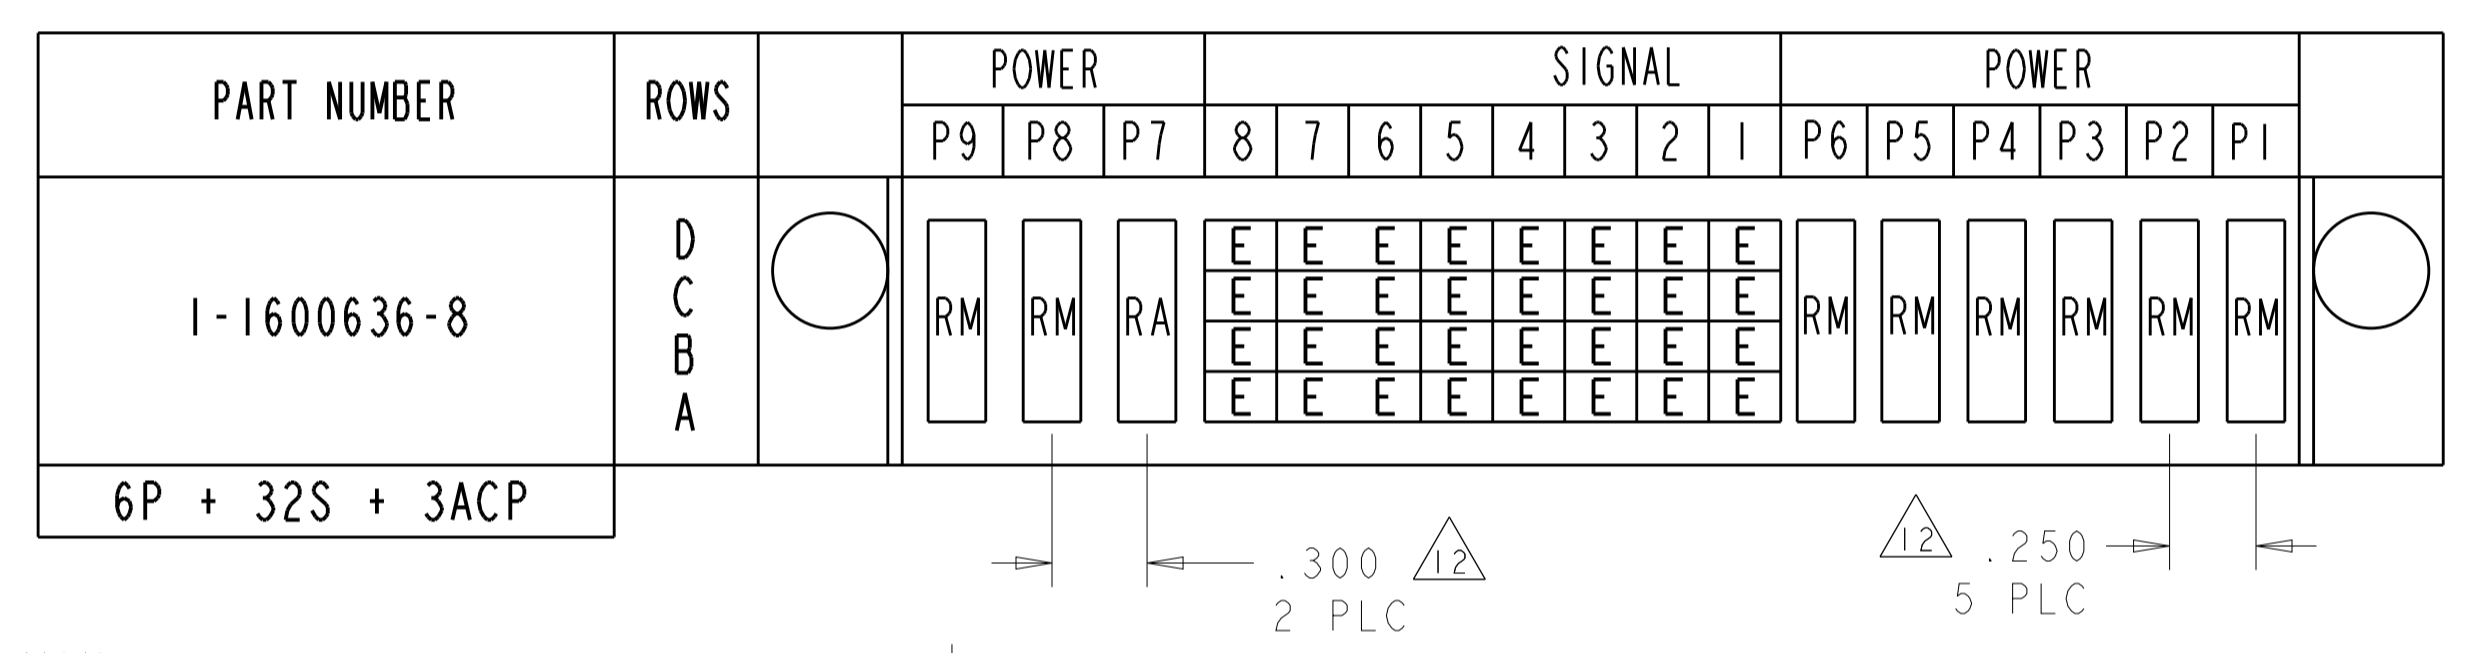 PART NUMBER ROWS POWER SIGNAL POWER
P9 P8 P7 8 7 6 5 4 3 2 1 P6 P5 P4 P3 P2 P1
D E E E E E E E E
C E E E E E E E E
1-1600636-8 RM RM RA RM RM RM RM RM RM
B E E E E E E E E
A E E E E E E E E
6P + 32S + 3ACP
.300 12
2 PLC
12 .250
5 PLC